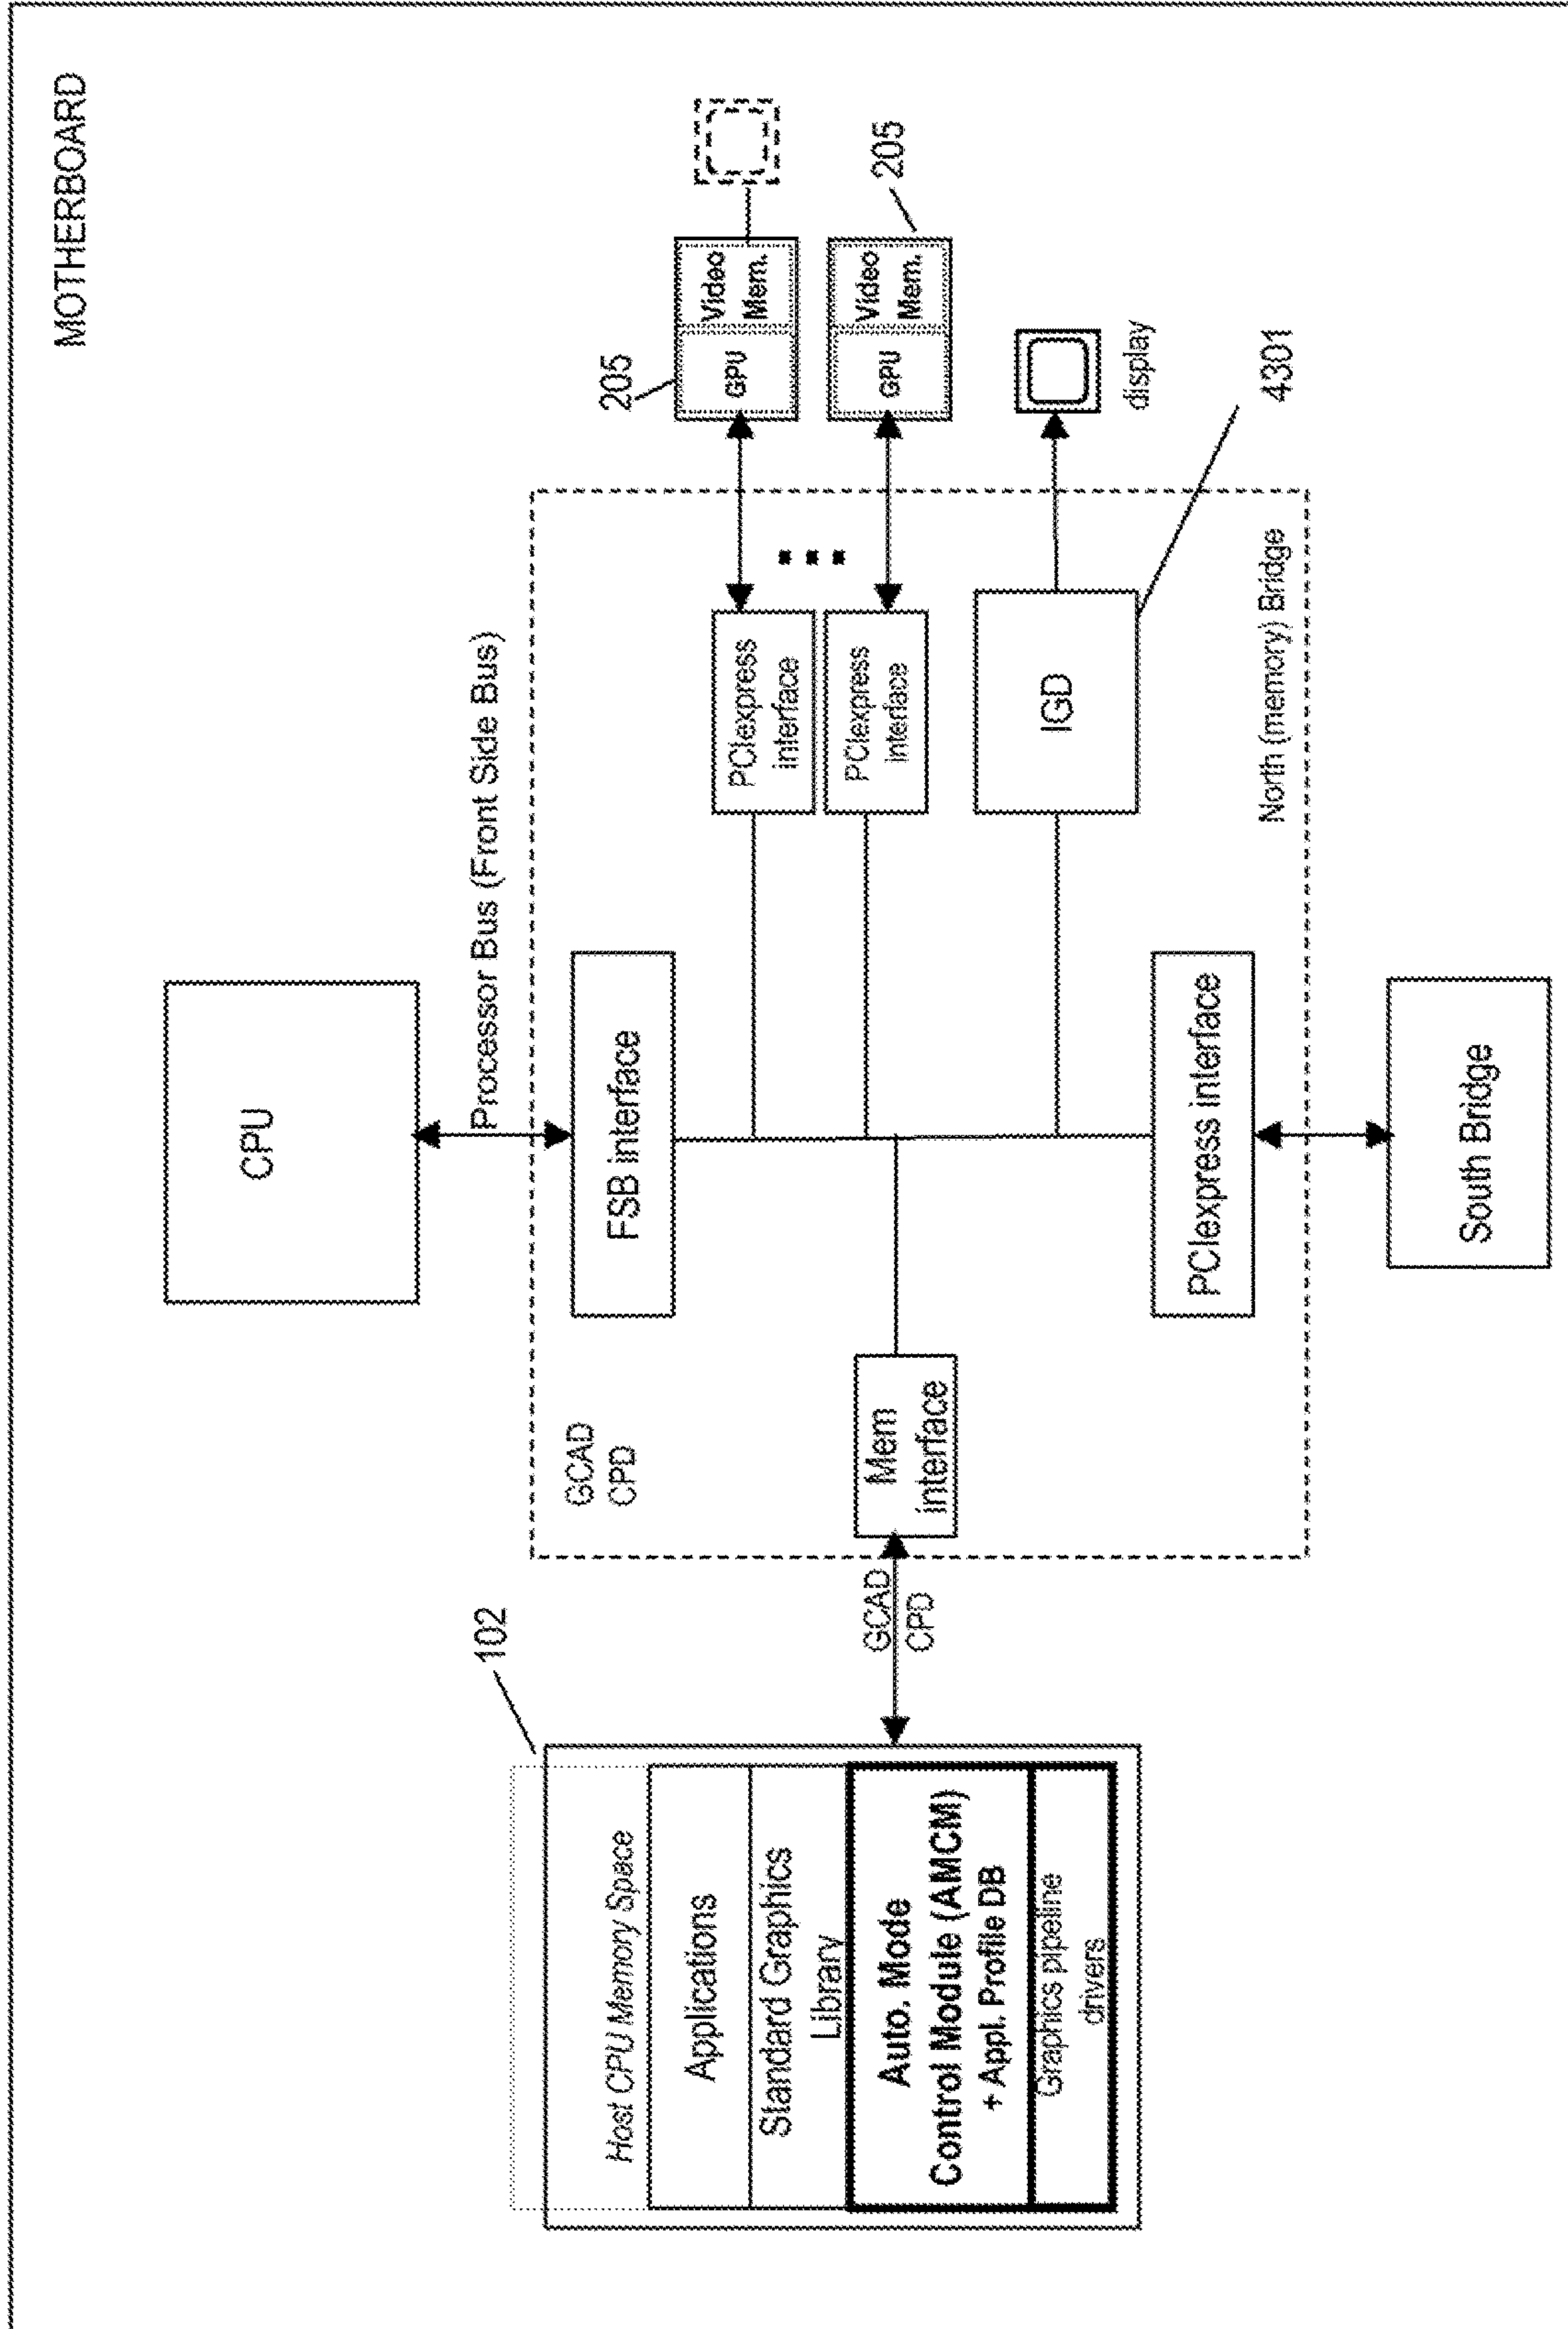 MOTHERBOARD
CPU
Processor Bus (Front Side Bus)
102
Host CPU Memory Space
Applications
Standard Graphics
Library
Auto. Mode
Control Module (AMCM)
+ Appl. Profile DB
Graphics pipeline
drivers
GCAD
CPD
GCAD
CPD
Mem
interface
FSB interface
PCIexpress
interface
PCIexpress
interface
IGD
PCIexpress interface
North (memory) Bridge
South Bridge
205
GPU
Video
Mem.
205
GPU
Video
Mem.
display
4301